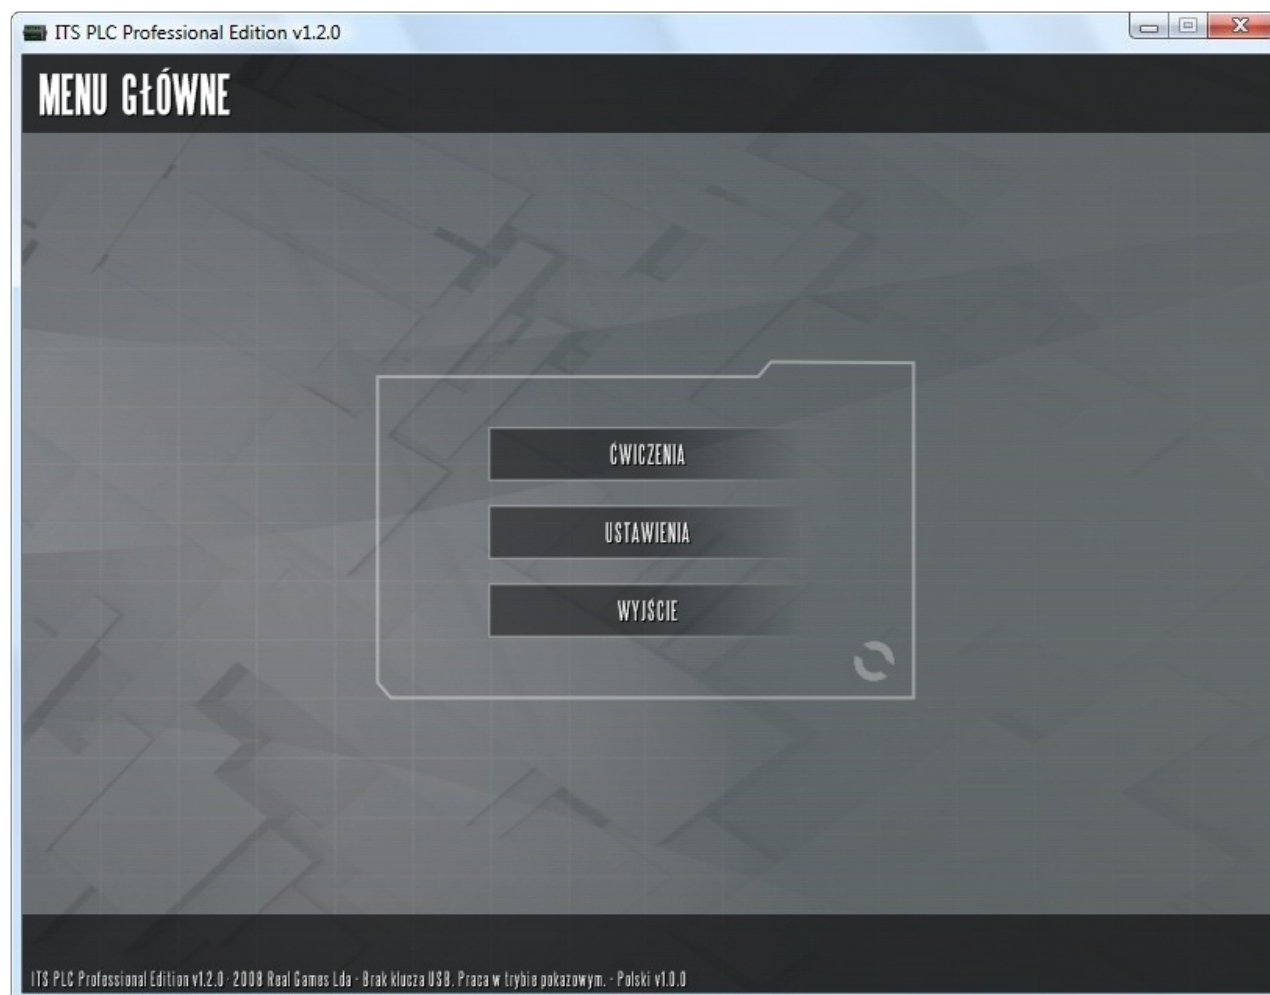 ITS PLC Professional Edition v1.2.0
MENU GŁÓWNE
ĆWICZENIA
USTAWIENIA
WYJŚCIE
ITS PLC Professional Edition v1.2.0 - 2008 Real Games Lda - Brak klucza USB. Praca w trybie pokazowym. - Polski v1.0.0